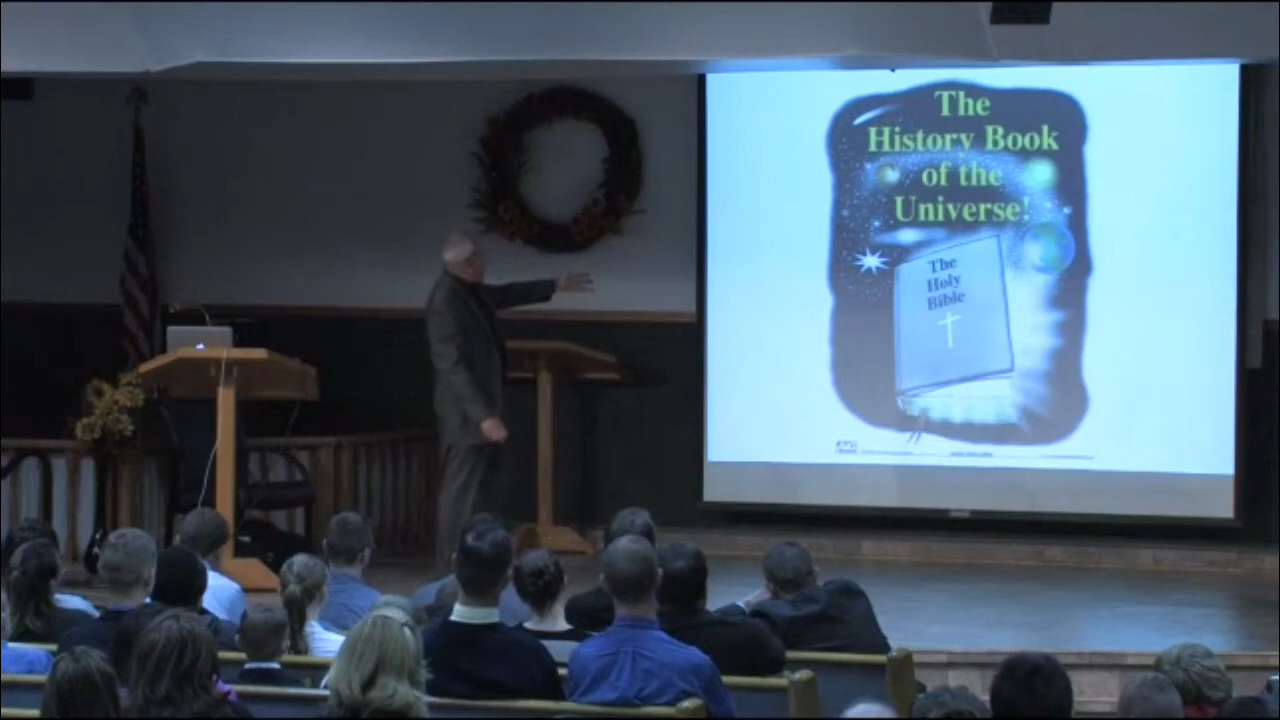 The
History Book
of the
Universe!
The
Holy
Bible